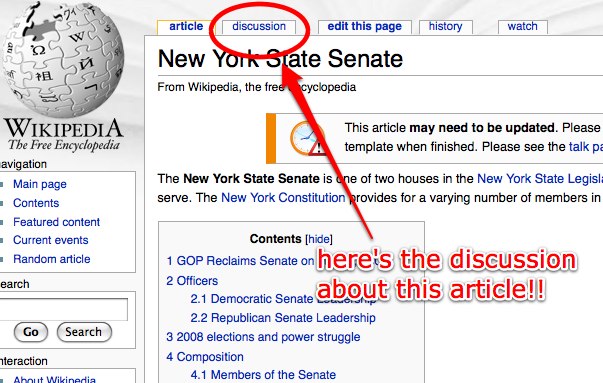 article discussion edit this page history watch
New York State Senate
From Wikipedia, the free encyclopedia
WIKIPEDIA
The Free Encyclopedia
This article may need to be updated. Please
template when finished. Please see the talk pa
The New York State Senate is one of two houses in the New York State Legisla
serve. The New York Constitution provides for a varying number of members in
navigation
Main page
Contents
Featured content
Current events
Random article
search
Go Search
interaction
About Wikipedia
Contents [hide]
1 GOP Reclaims Senate on
2 Officers
2.1 Democratic Senate Leadership
2.2 Republican Senate Leadership
3 2008 elections and power struggle
4 Composition
4.1 Members of the Senate
here's the discussion
about this article!!